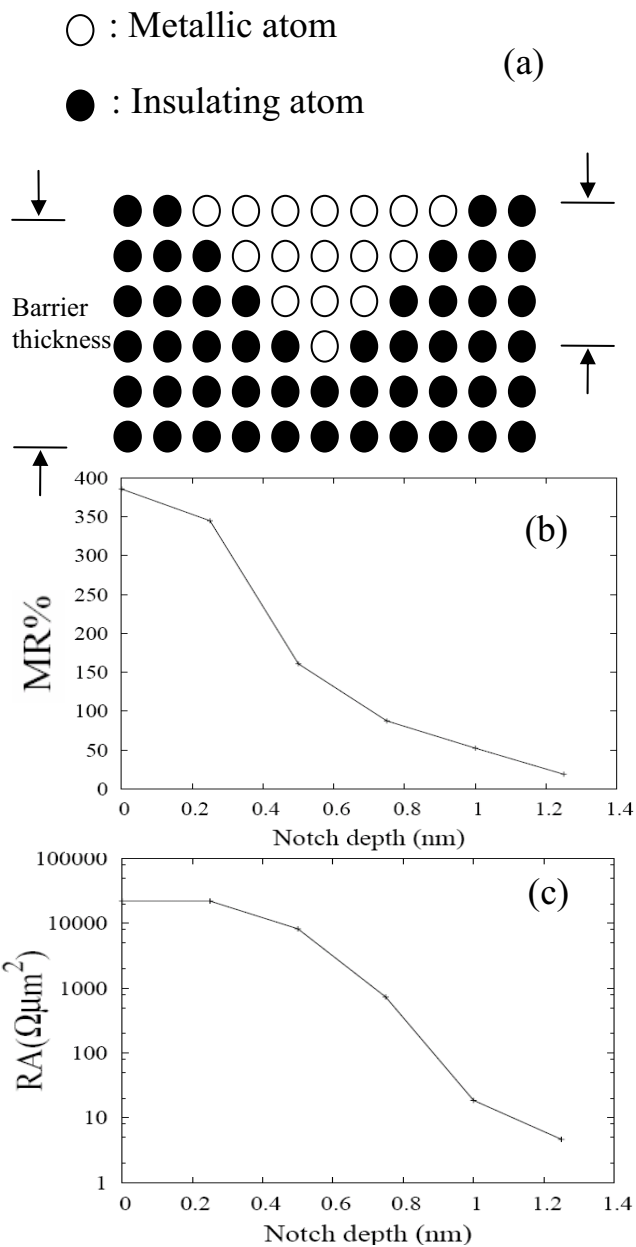 : Metallic atom
(a)
: Insulating atom
Barrier
thickness
400
350
300
250
200
150
100
50
0
MR%
(b)
0 0.2 0.4 0.6 0.8 1 1.2 1.4
Notch depth (nm)
100000
10000
1000
100
10
1
RA(Ωμm²)
(c)
0 0.2 0.4 0.6 0.8 1 1.2 1.4
Notch depth (nm)